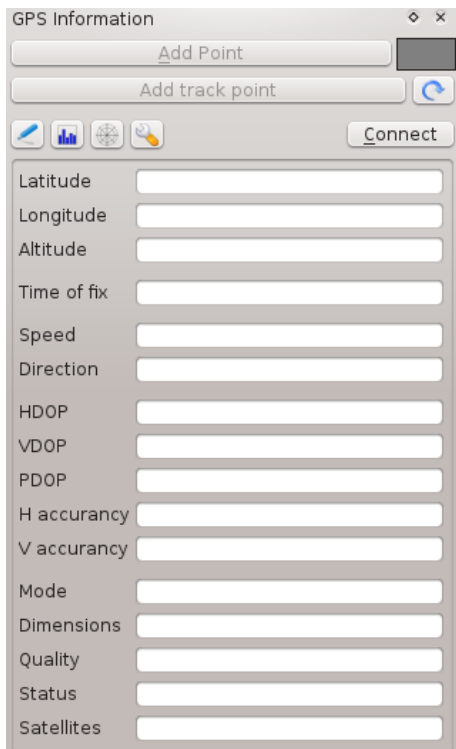 GPS Information
Add Point
Add track point
Connect
Latitude
Longitude
Altitude
Time of fix
Speed
Direction
HDOP
VDOP
PDOP
H accurancy
V accurancy
Mode
Dimensions
Quality
Status
Satellites